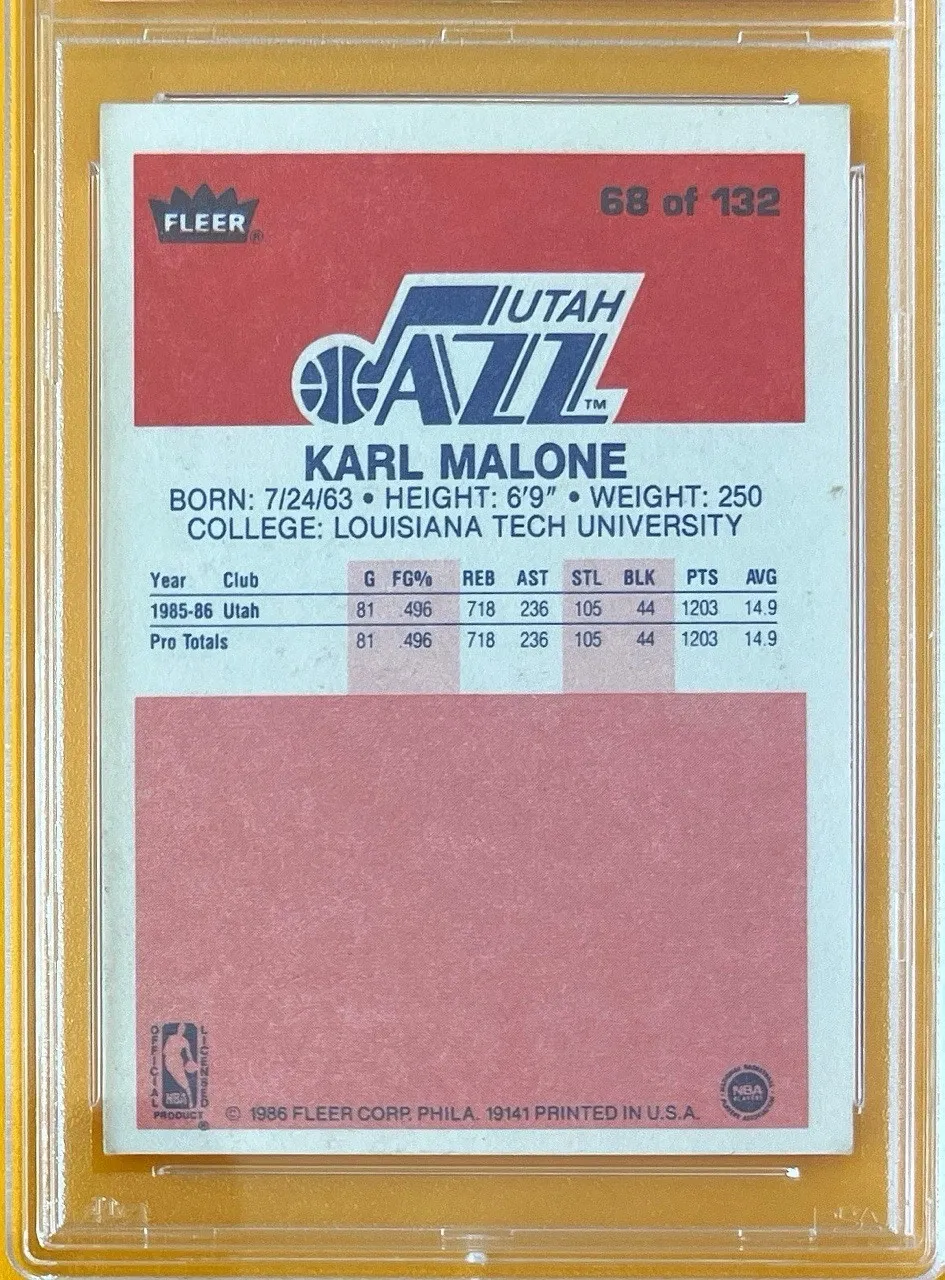 FLEER®
68 of 132
UTAH
JAZZ™
KARL MALONE
BORN: 7/24/63 • HEIGHT: 6'9" • WEIGHT: 250
COLLEGE: LOUISIANA TECH UNIVERSITY
Year Club G FG% REB AST STL BLK PTS AVG
1985-86 Utah 81 .496 718 236 105 44 1203 14.9
Pro Totals 81 .496 718 236 105 44 1203 14.9
OFFICIAL
LICENSED
NBA
PRODUCT
®
NBA
PLAYERS
© 1986 FLEER CORP. PHILA. 19141 PRINTED IN U.S.A.